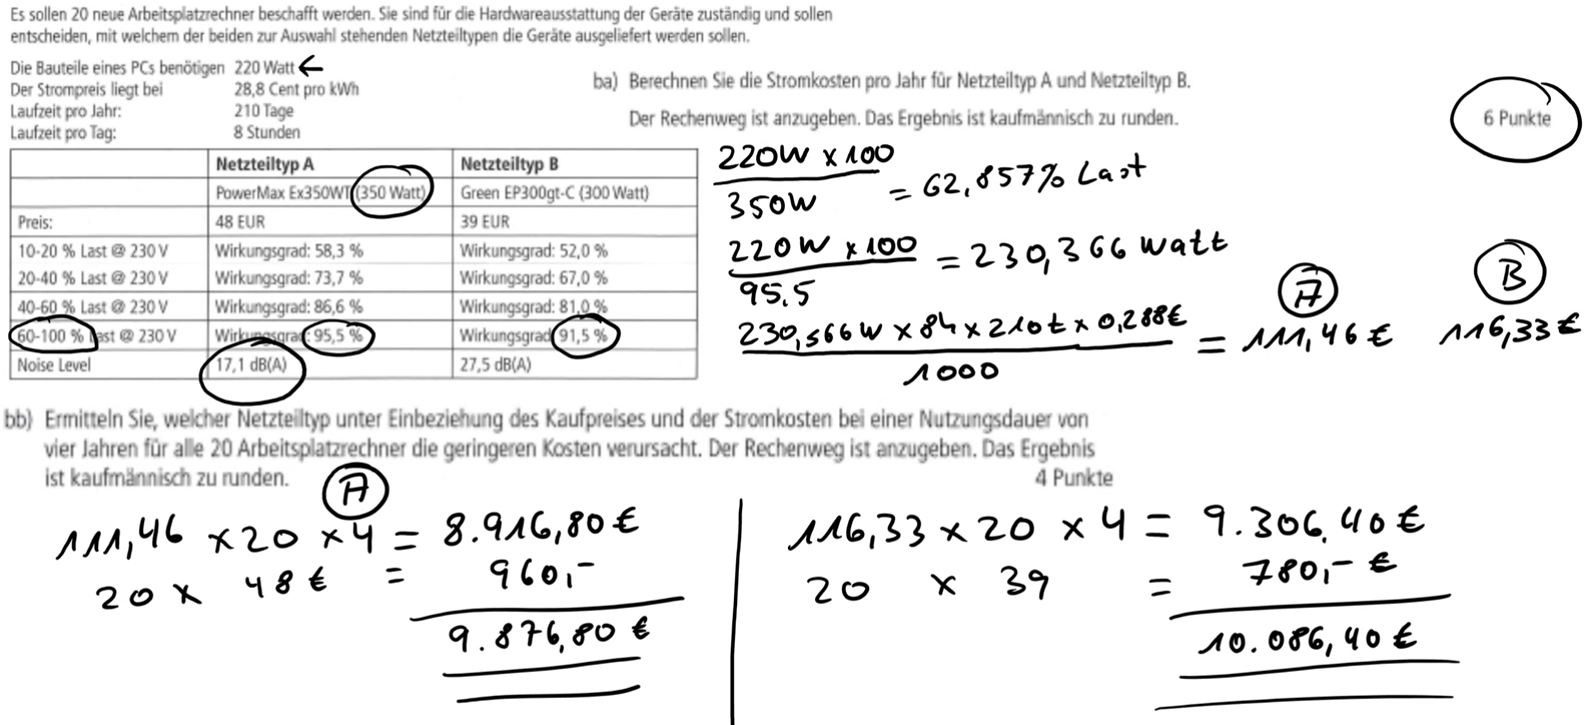 Es sollen 20 neue Arbeitsplatzrechner beschafft werden. Sie sind für die Hardwareausstattung der Geräte zuständig und sollen
entscheiden, mit welchem der beiden zur Auswahl stehenden Netzteiltypen die Geräte ausgeliefert werden sollen.
Die Bauteile eines PCs benötigen 220 Watt ←
Der Strompreis liegt bei 28,8 Cent pro kWh
Laufzeit pro Jahr: 210 Tage
Laufzeit pro Tag: 8 Stunden
ba) Berechnen Sie die Stromkosten pro Jahr für Netzteiltyp A und Netzteiltyp B.
Der Rechenweg ist anzugeben. Das Ergebnis ist kaufmännisch zu runden.
6 Punkte
Netzteiltyp A Netzteiltyp B
PowerMax Ex350WT (350 Watt) Green EP300gt-C (300 Watt)
Preis: 48 EUR 39 EUR
10-20 % Last @ 230 V Wirkungsgrad: 58,3 % Wirkungsgrad: 52,0 %
20-40 % Last @ 230 V Wirkungsgrad: 73,7 % Wirkungsgrad: 67,0 %
40-60 % Last @ 230 V Wirkungsgrad: 86,6 % Wirkungsgrad: 81,0 %
60-100 % Last @ 230 V Wirkungsgrad: 95,5 % Wirkungsgrad 91,5 %
Noise Level 17,1 dB(A) 27,5 dB(A)
220W x 100
350W
= 62,857% Last
220W x 100
95,5
= 230,366 Watt
A B
230,366W x 8h x 210t x 0,288€
1000
= 111,46 € 116,33 €
bb) Ermitteln Sie, welcher Netzteiltyp unter Einbeziehung des Kaufpreises und der Stromkosten bei einer Nutzungsdauer von
vier Jahren für alle 20 Arbeitsplatzrechner die geringeren Kosten verursacht. Der Rechenweg ist anzugeben. Das Ergebnis
ist kaufmännisch zu runden. 4 Punkte
A
111,46 x 20 x 4 = 8.916,80 €
20 x 48 € = 960,-
9.876,80 €
116,33 x 20 x 4 = 9.306,40 €
20 x 39 = 780,- €
10.086,40 €